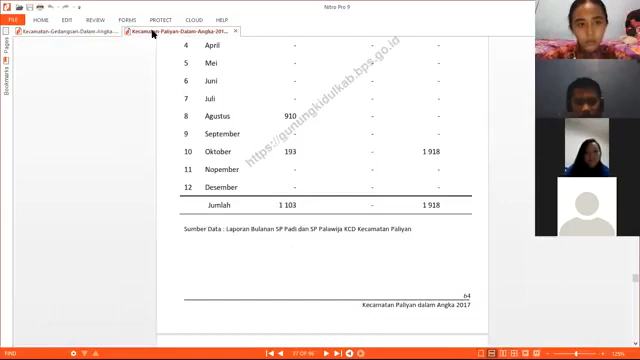 Nitro Pro 9
FILE HOME EDIT REVIEW FORMS PROTECT CLOUD HELP
Kecamatan-Gedangsari-Dalam-Angka-... Kecamatan-Paliyan-Dalam-Angka-201...
Pages
Bookmarks
4 April - - -
5 Mei - - -
6 Juni - - -
7 Juli - - -
8 Agustus 910 - -
9 September - - -
10 Oktober 193 - 1 918
11 Nopember - - -
12 Desember - - -
Jumlah 1 103 - 1 918
https://gunungkidulkab.bps.go.id
Sumber Data : Laporan Bulanan SP Padi dan SP Palawija KCD Kecamatan Paliyan
64
Kecamatan Paliyan dalam Angka 2017
FIND 37 OF 96 125%